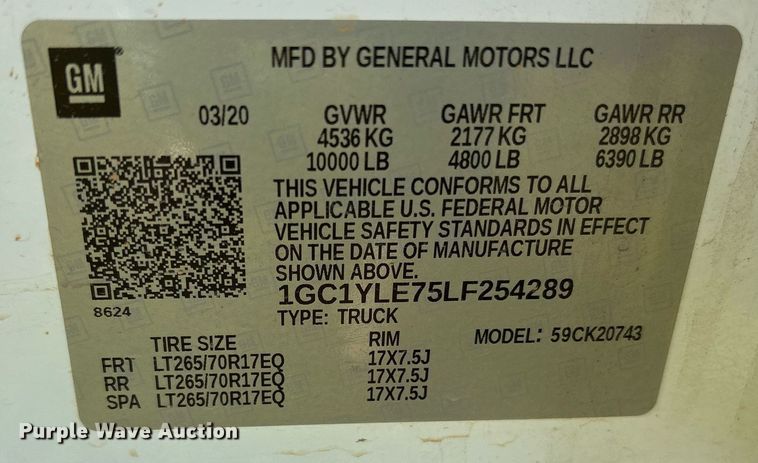 GM
MFD BY GENERAL MOTORS LLC
03/20 GVWR GAWR FRT GAWR RR
4536 KG 2177 KG 2898 KG
10000 LB 4800 LB 6390 LB
THIS VEHICLE CONFORMS TO ALL
APPLICABLE U.S. FEDERAL MOTOR
VEHICLE SAFETY STANDARDS IN EFFECT
ON THE DATE OF MANUFACTURE
SHOWN ABOVE.
1GC1YLE75LF254289
8624
TYPE: TRUCK
MODEL: 59CK20743
TIRE SIZE RIM
FRT LT265/70R17EQ 17X7.5J
RR LT265/70R17EQ 17X7.5J
SPA LT265/70R17EQ 17X7.5J
Purple Wave Auction